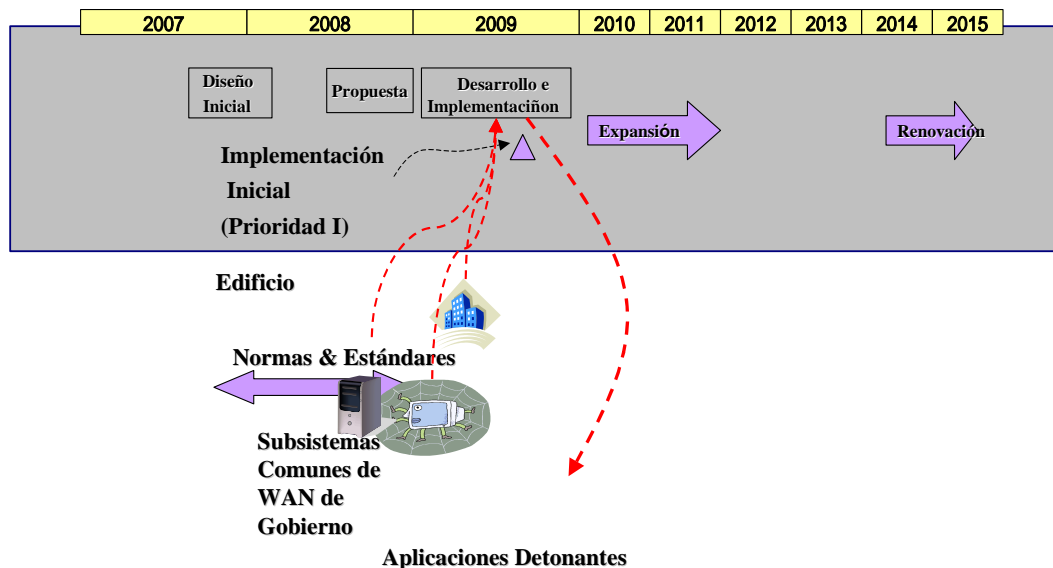 2007 2008 2009 2010 2011 2012 2013 2014 2015
Diseño
Inicial
Propuesta
Desarrollo e
Implementaciñon
Expansión
Renovación
Implementación
Inicial
(Prioridad I)
Edificio
Normas & Estándares
Subsistemas
Comunes de
WAN de
Gobierno
Aplicaciones Detonantes